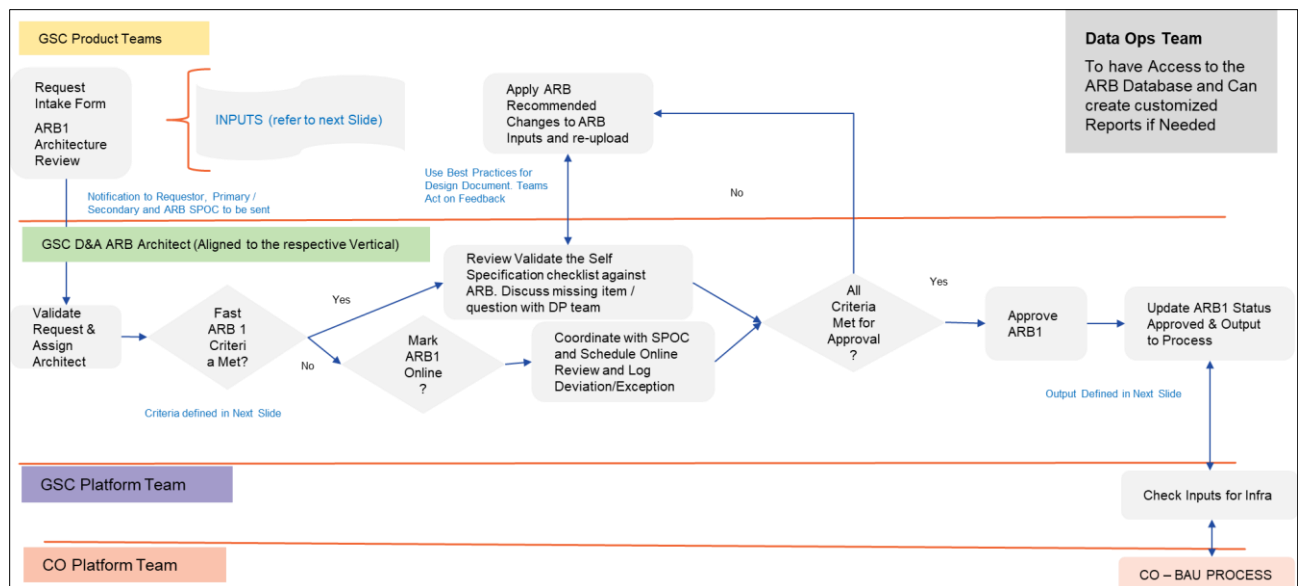 GSC Product Teams
Request
Intake Form
ARB1
Architecture
Review
INPUTS (refer to next Slide)
Apply ARB
Recommended
Changes to ARB
Inputs and re-upload
Data Ops Team
To have Access to the
ARB Database and Can
create customized
Reports if Needed
Notification to Requestor, Primary /
Secondary and ARB SPOC to be sent
Use Best Practices for
Design Document. Teams
Act on Feedback
No
GSC D&A ARB Architect (Aligned to the respective Vertical)
Validate
Request &
Assign
Architect
Fast
ARB 1
Criteri
a Met?
Yes
No
Review Validate the Self
Specification checklist against
ARB. Discuss missing item /
question with DP team
Mark
ARB1
Online
?
Coordinate with SPOC
and Schedule Online
Review and Log
Deviation/Exception
All
Criteria
Met for
Approval
?
Yes
Approve
ARB1
Update ARB1 Status
Approved & Output
to Process
Criteria defined in Next Slide
Output Defined in Next Slide
GSC Platform Team
Check Inputs for Infra
CO Platform Team
CO – BAU PROCESS